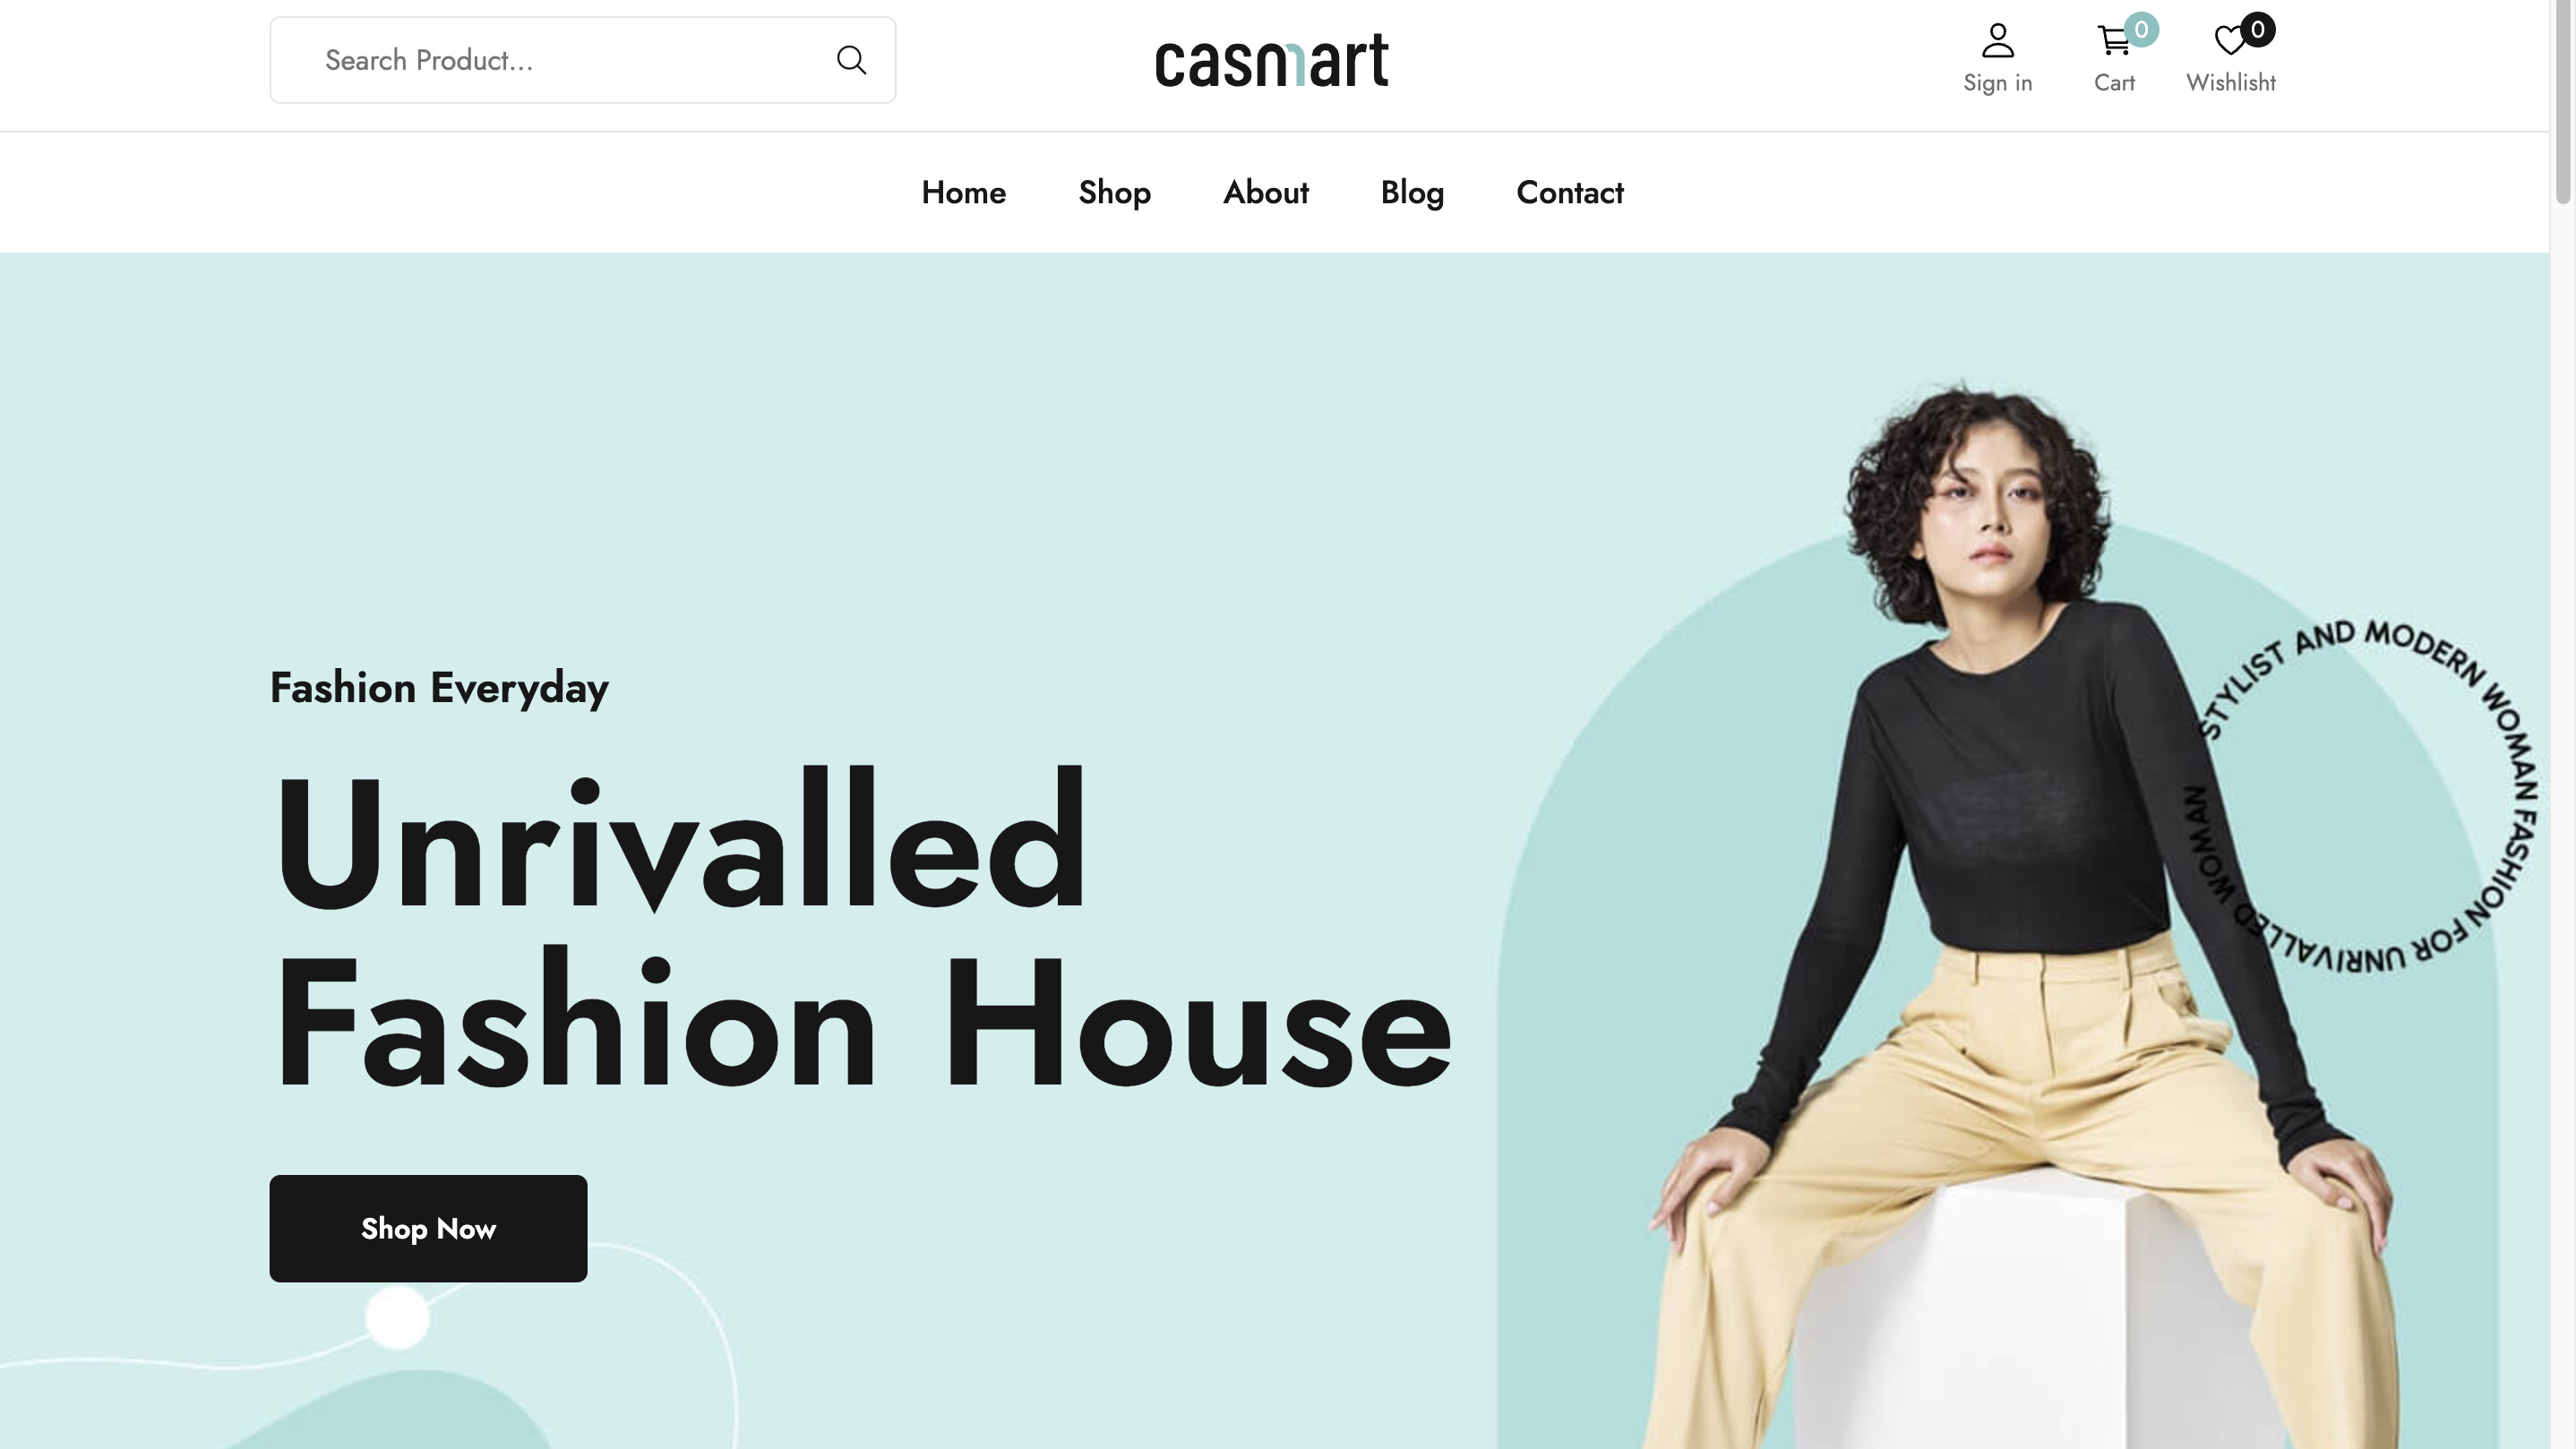 Search Product...
casmart
0
0
Sign in
Cart
Wishlisht
Home
Shop
About
Blog
Contact
Fashion Everyday
Unrivalled
Fashion House
STYLIST AND MODERN WOMAN FASHION FOR UNRIVALLED WOMAN
Shop Now